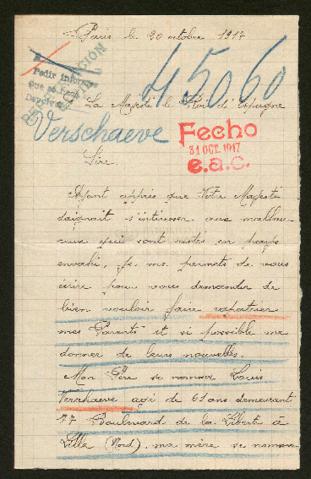 Paris le 20 octobre 1917
Pedir informe
45060
A Sa Majesté le Roi d'Espagne
Verschaeve
Fecho
31 OCT. 1917
e.a.c.
Sire,
Ayant appris que Votre Majesté
daignait s'intéresser aux malheu-
reux qui sont restés en pays
envahi, je me permets de vous
écrire pour vous demander de
bien vouloir faire rapatrier
mes Parents et si possible me
donner de leurs nouvelles.
Mon Père se nomme Louis
Verschaeve agé de 61 ans demeurant
77 Boulevard de la Liberté à
Lille (Nord), ma mère se nomme